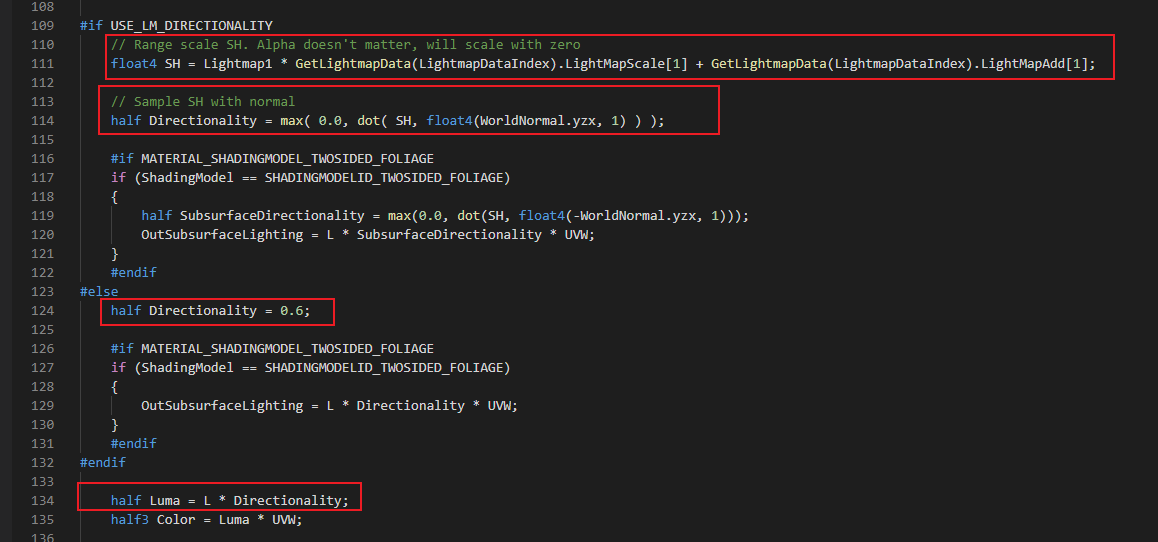 108
109 #if USE_LM_DIRECTIONALITY
110 // Range scale SH. Alpha doesn't matter, will scale with zero
111 float4 SH = Lightmap1 * GetLightmapData(LightmapDataIndex).LightMapScale[1] + GetLightmapData(LightmapDataIndex).LightMapAdd[1];
112
113 // Sample SH with normal
114 half Directionality = max( 0.0, dot( SH, float4(WorldNormal.yzx, 1) ) );
115
116 #if MATERIAL_SHADINGMODEL_TWOSIDED_FOLIAGE
117 if (ShadingModel == SHADINGMODELID_TWOSIDED_FOLIAGE)
118 {
119 half SubsurfaceDirectionality = max(0.0, dot(SH, float4(-WorldNormal.yzx, 1)));
120 OutSubsurfaceLighting = L * SubsurfaceDirectionality * UVW;
121 }
122 #endif
123 #else
124 half Directionality = 0.6;
125
126 #if MATERIAL_SHADINGMODEL_TWOSIDED_FOLIAGE
127 if (ShadingModel == SHADINGMODELID_TWOSIDED_FOLIAGE)
128 {
129 OutSubsurfaceLighting = L * Directionality * UVW;
130 }
131 #endif
132 #endif
133
134 half Luma = L * Directionality;
135 half3 Color = Luma * UVW;
136